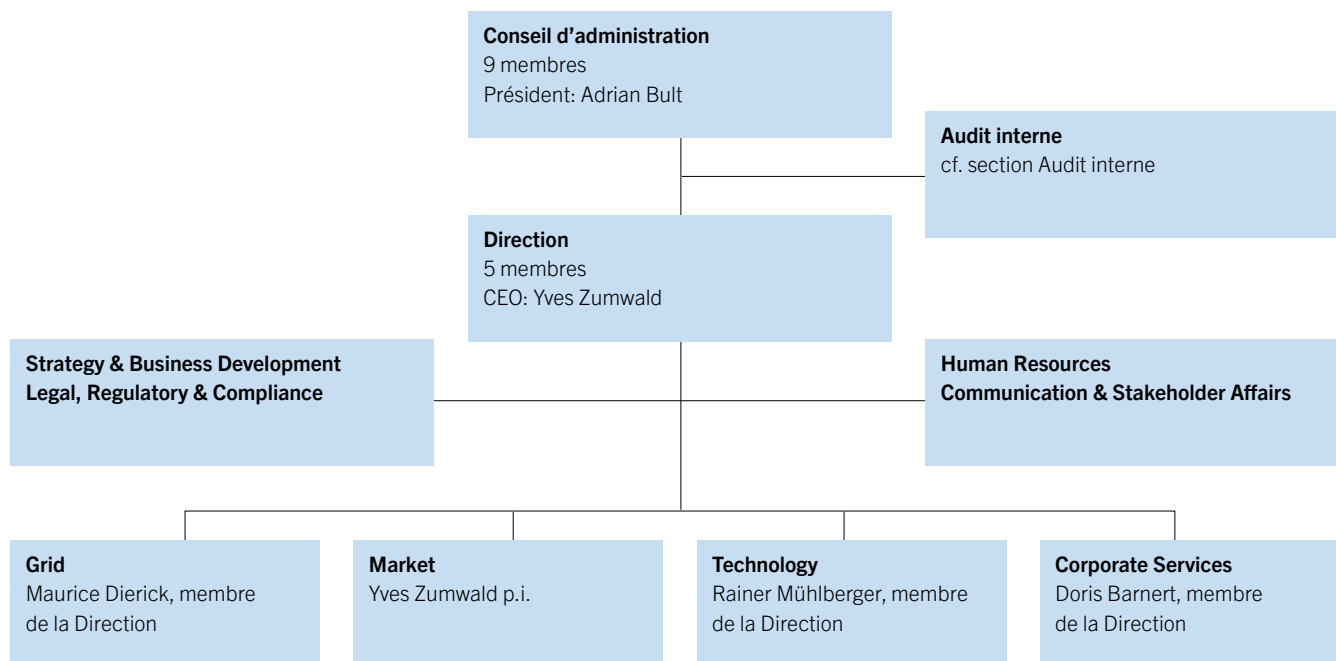 Conseil d’administration
9 membres
Président: Adrian Bult
Audit interne
cf. section Audit interne
Direction
5 membres
CEO: Yves Zumwald
Strategy & Business Development
Legal, Regulatory & Compliance
Human Resources
Communication & Stakeholder Affairs
Grid
Maurice Dierick, membre
de la Direction
Market
Yves Zumwald p.i.
Technology
Rainer Mühlberger, membre
de la Direction
Corporate Services
Doris Barnert, membre
de la Direction